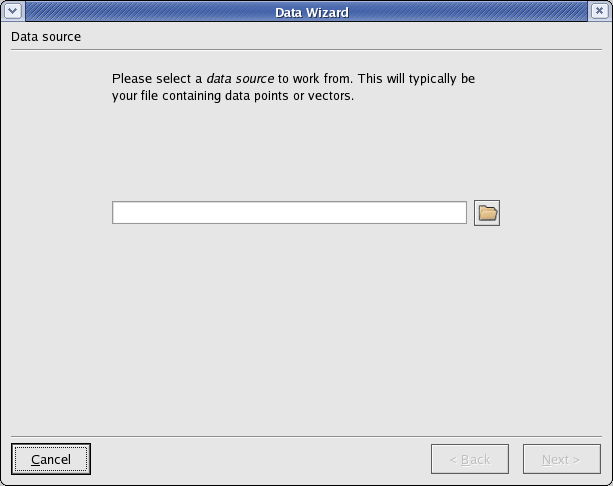 Data Wizard
Data source
Please select a data source to work from. This will typically be
your file containing data points or vectors.
Cancel
< Back
Next >